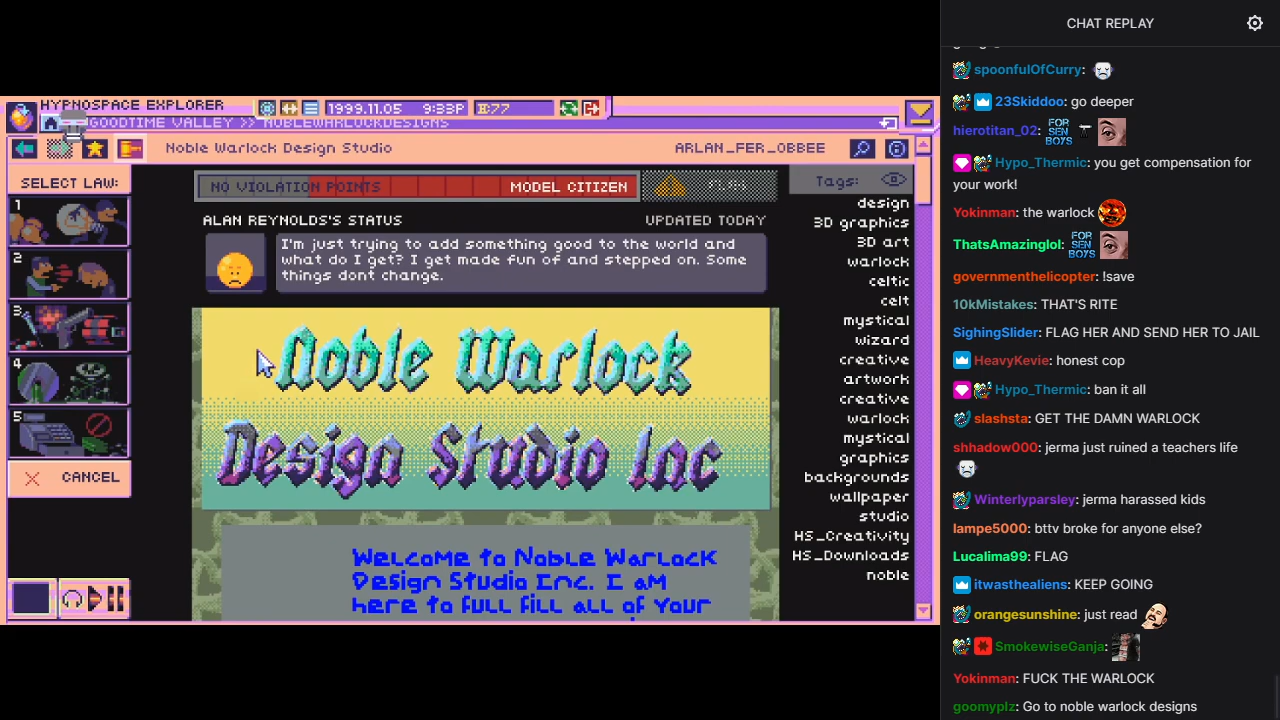 HYPNOSPACE EXPLORER
1999.11.05 9:33P
77
GOODTIME VALLEY >> NOBLEWARLOCKDESIGNS
Noble Warlock Design Studio
ARLAN_FER_OBBEE
SELECT LAW:
1
2
3
4
5
CANCEL
NO VIOLATION POINTS
MODEL CITIZEN
ALAN REYNOLDS'S STATUS
UPDATED TODAY
I'm just trying to add something good to the world and
what do I get? I get made fun of and stepped on. Some
things dont change.
Noble Warlock
Design Studio Inc
Welcome to Noble Warlock
Design Studio Inc. I am
here to full fill all of your
Tags:
design
3D graphics
3D art
warlock
celtic
celt
mystical
wizard
creative
artwork
creative
warlock
mystical
graphics
backgrounds
wallpaper
studio
HS_Creativity
HS_Downloads
noble
CHAT REPLAY
spoonfulOfCurry:
23Skiddoo: go deeper
hierotitan_02: FOR SEN BOYS
Hypo_Thermic: you get compensation for
your work!
Yokinman: the warlock
ThatsAmazinglol: FOR SEN BOYS
governmenthelicopter: !save
10kMistakes: THAT'S RITE
SighingSlider: FLAG HER AND SEND HER TO JAIL
HeavyKevie: honest cop
Hypo_Thermic: ban it all
slashsta: GET THE DAMN WARLOCK
shhadow000: jerma just ruined a teachers life
Winterlyparsley: jerma harassed kids
lampe5000: bttv broke for anyone else?
Lucalima99: FLAG
itwasthealiens: KEEP GOING
orangesunshine: just read
SmokewiseGanja:
Yokinman: FUCK THE WARLOCK
goomyplz: Go to noble warlock designs